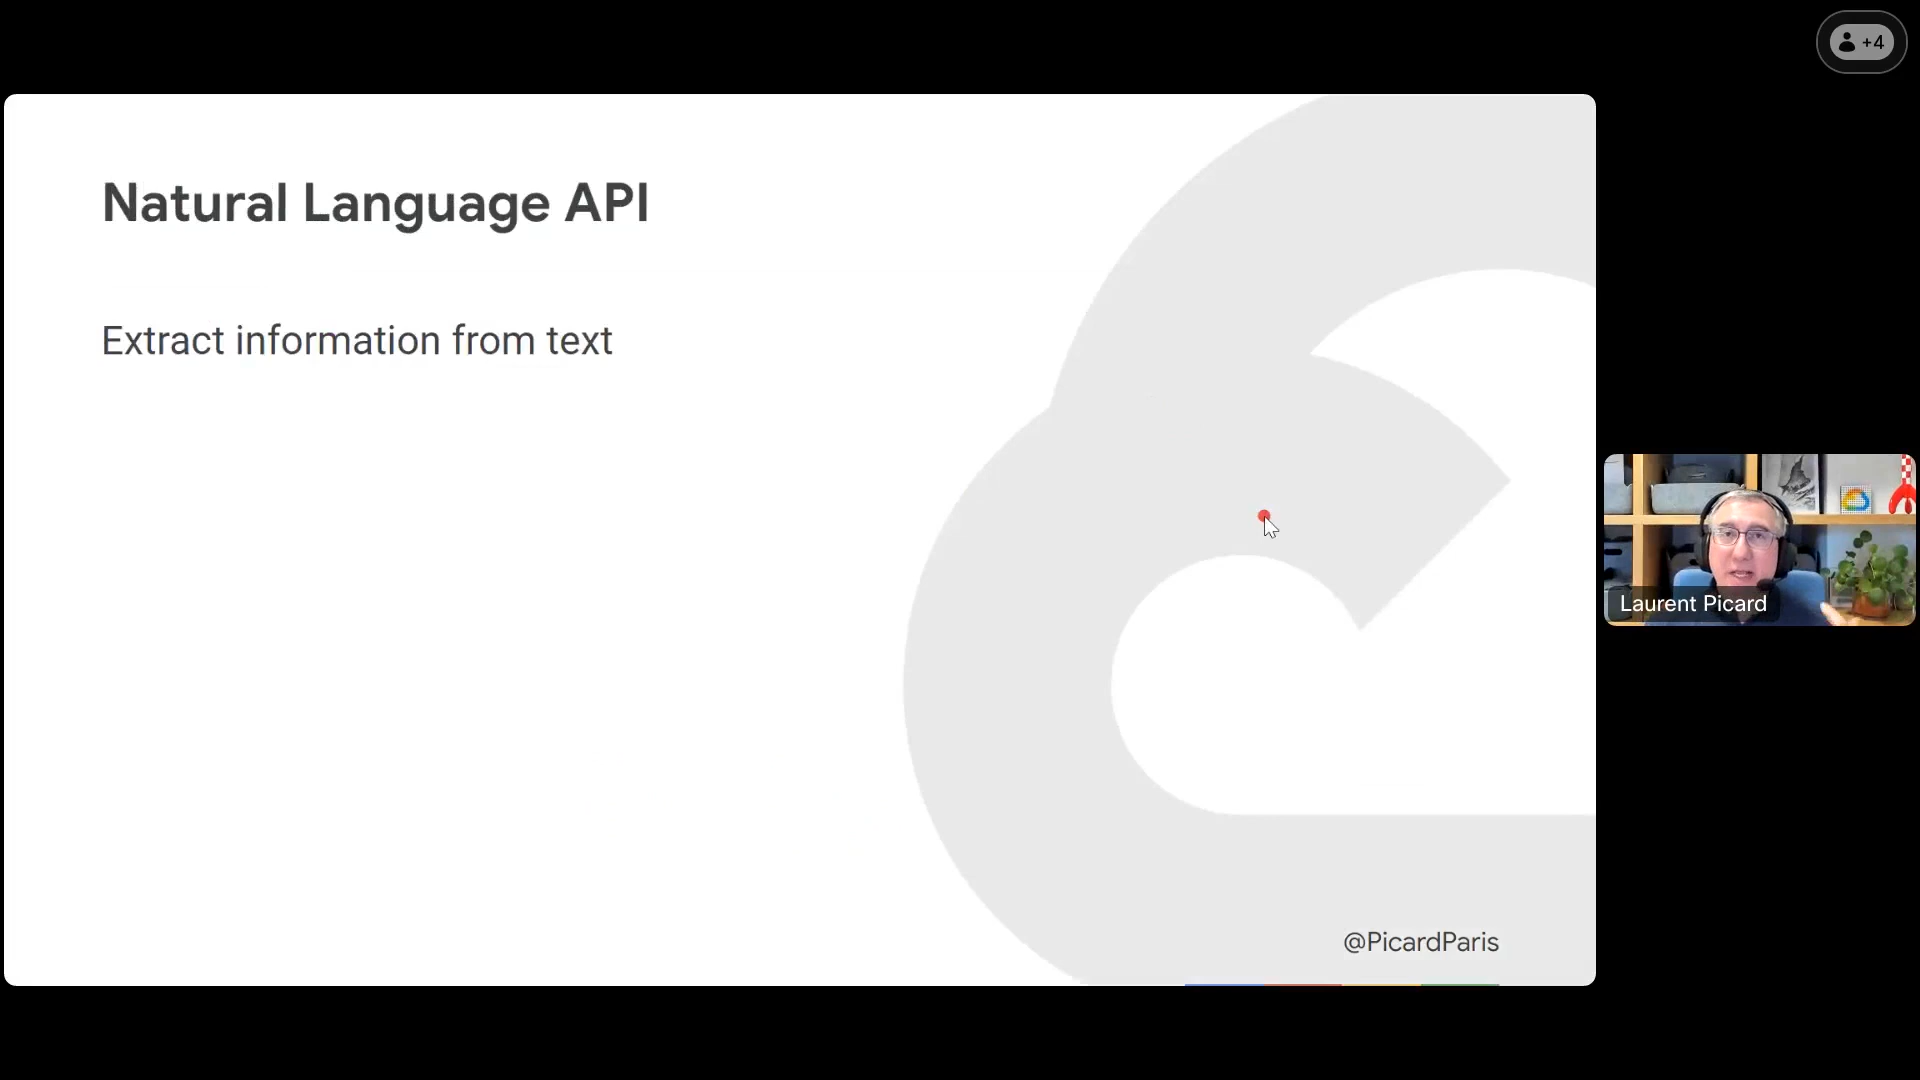 +4
Natural Language API
Extract information from text
Laurent Picard
@PicardParis